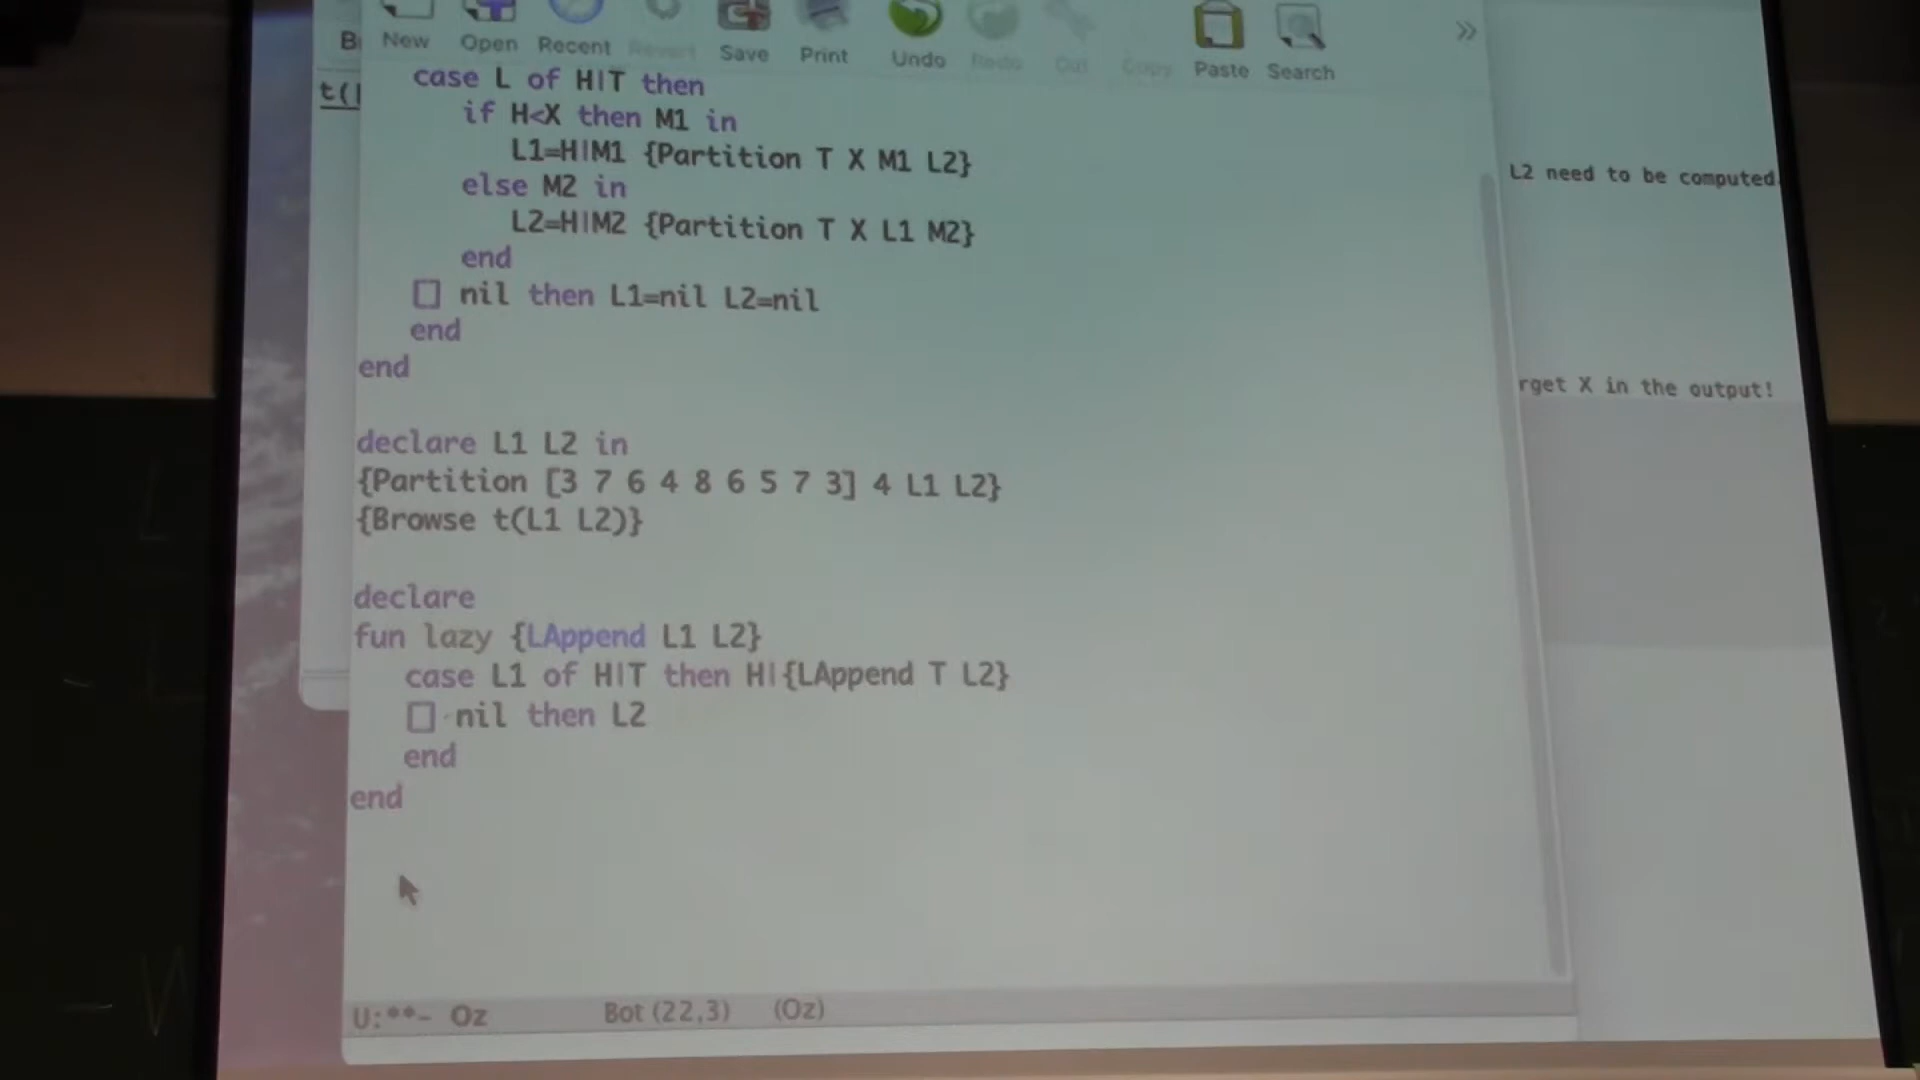 New Open Recent Revert Save Print Undo Redo Cut Copy Paste Search
B
t(
case L of H|T then
if H<X then M1 in
L1=H|M1 {Partition T X M1 L2}
else M2 in
L2=H|M2 {Partition T X L1 M2}
end
[] nil then L1=nil L2=nil
end
end
declare L1 L2 in
{Partition [3 7 6 4 8 6 5 7 3] 4 L1 L2}
{Browse t(L1 L2)}
declare
fun lazy {LAppend L1 L2}
case L1 of H|T then H|{LAppend T L2}
[] nil then L2
end
end
U:**- Oz Bot (22,3) (Oz)
L2 need to be computed.
rget X in the output!